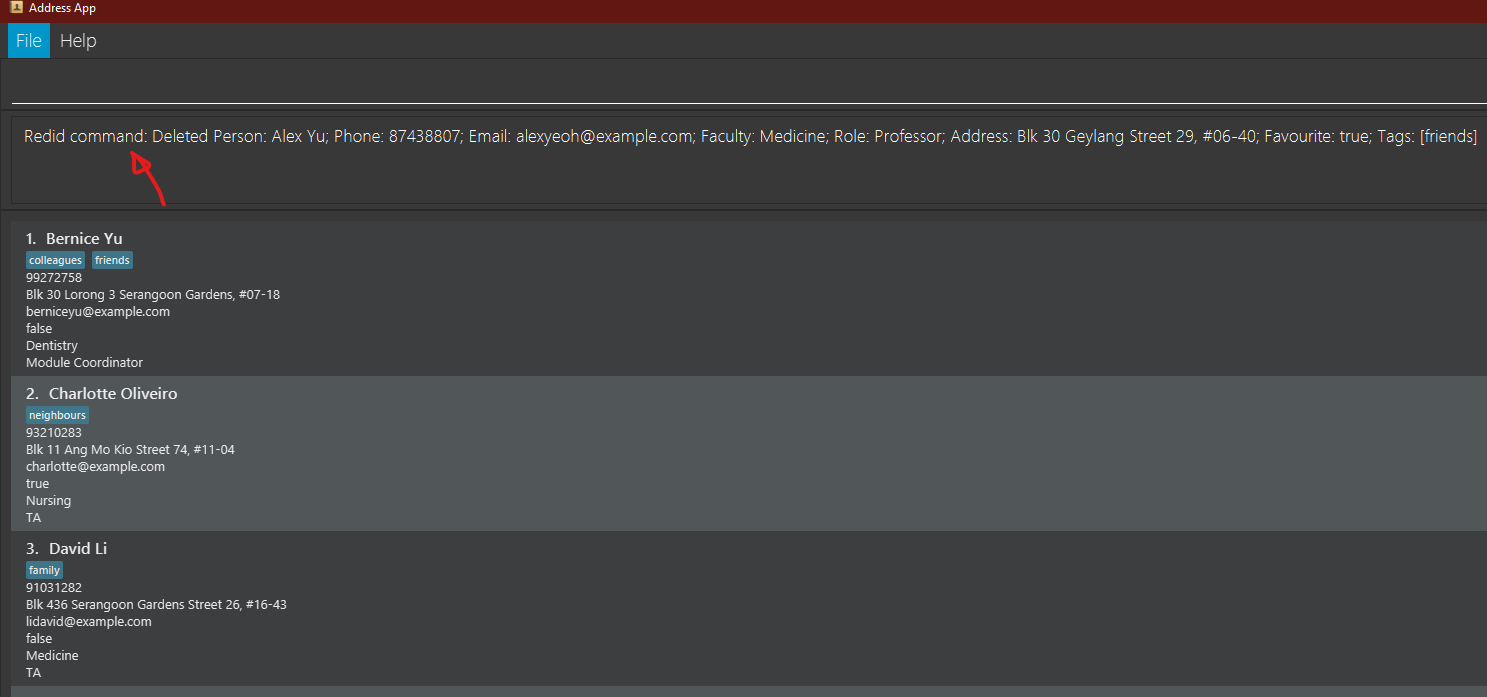 Address App
File Help
Redid command: Deleted Person: Alex Yu; Phone: 87438807; Email: alexyeoh@example.com; Faculty: Medicine; Role: Professor; Address: Blk 30 Geylang Street 29, #06-40; Favourite: true; Tags: [friends]
1. Bernice Yu
colleagues friends
99272758
Blk 30 Lorong 3 Serangoon Gardens, #07-18
berniceyu@example.com
false
Dentistry
Module Coordinator
2. Charlotte Oliveiro
neighbours
93210283
Blk 11 Ang Mo Kio Street 74, #11-04
charlotte@example.com
true
Nursing
TA
3. David Li
family
91031282
Blk 436 Serangoon Gardens Street 26, #16-43
lidavid@example.com
false
Medicine
TA